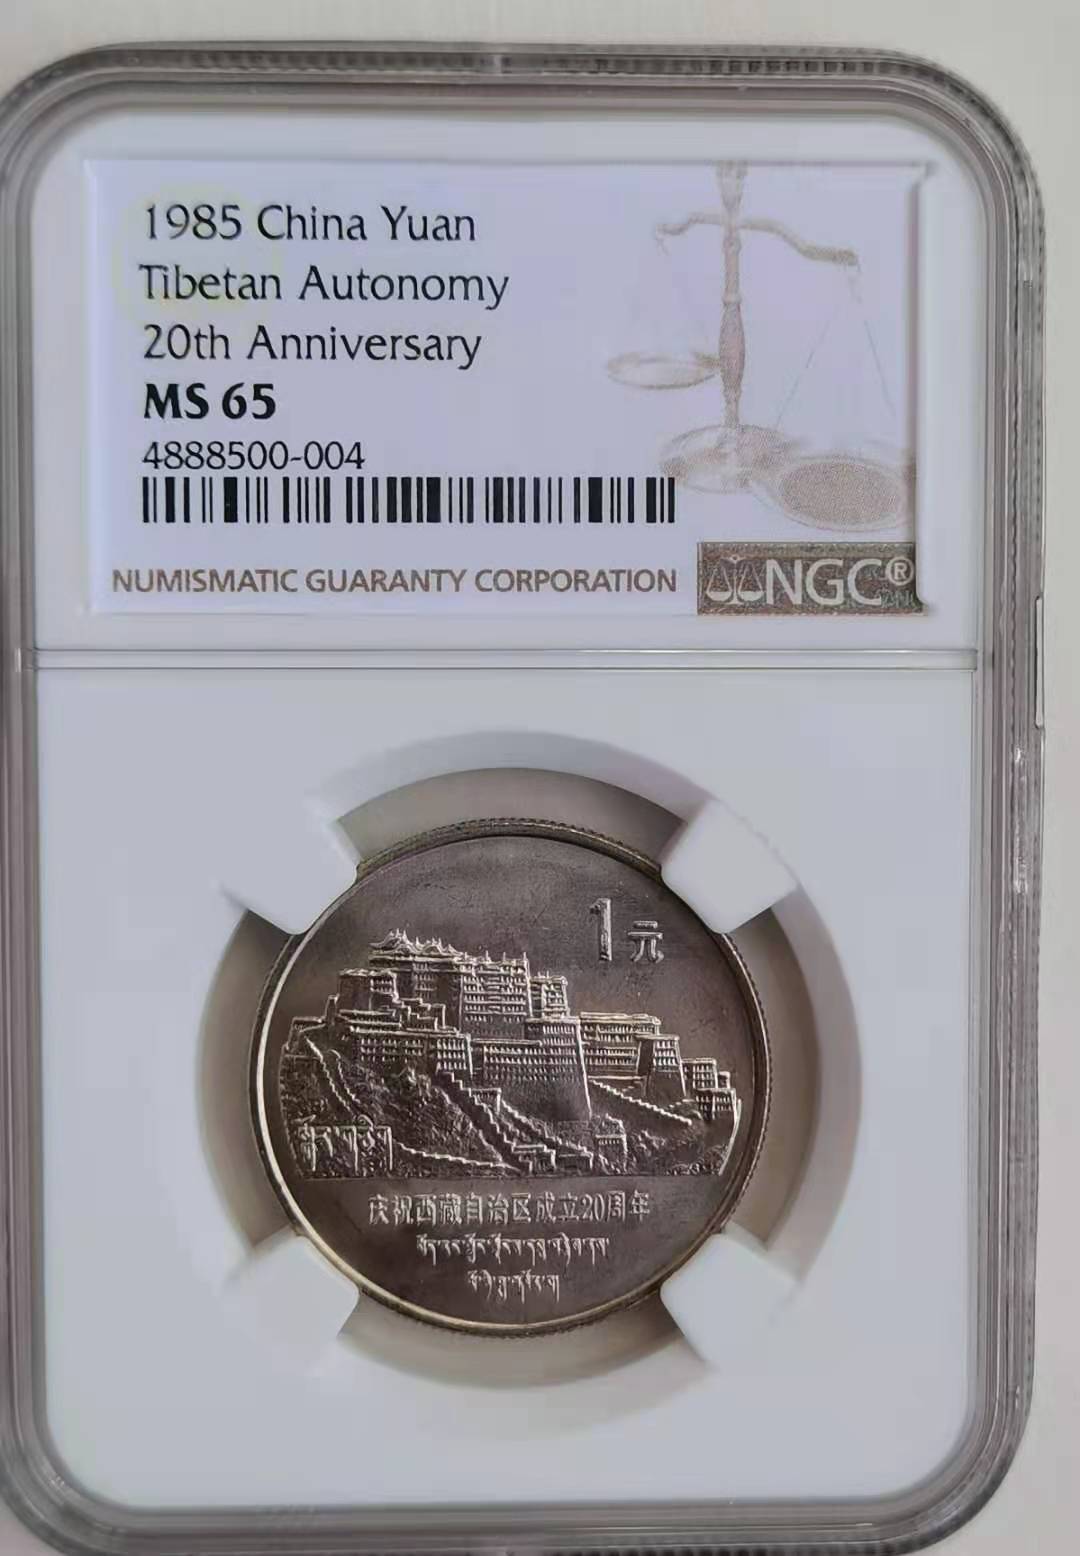 1985 China Yuan
Tibetan Autonomy
20th Anniversary
MS 65
4888500-004
NUMISMATIC GUARANTY CORPORATION
NGC®
1元
庆祝西藏自治区成立20周年